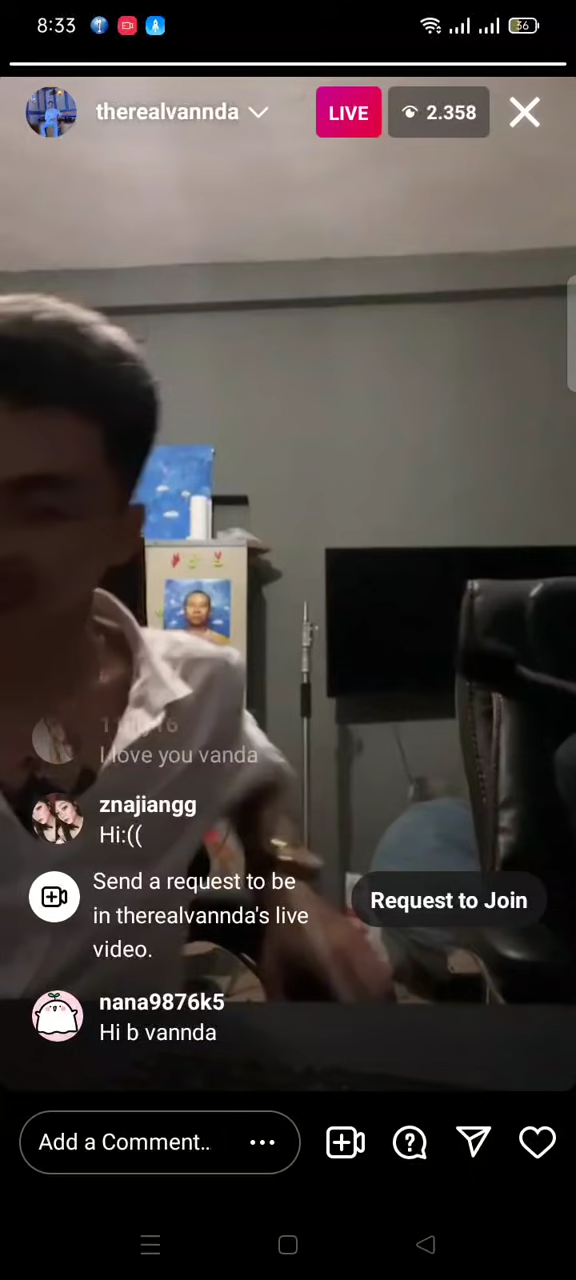 8:33
56
therealvannda
LIVE
2.358
I love you vanda
znajiangg
Hi:((
Send a request to be
in therealvannda's live
video.
Request to Join
nana9876k5
Hi b vannda
Add a Comment..